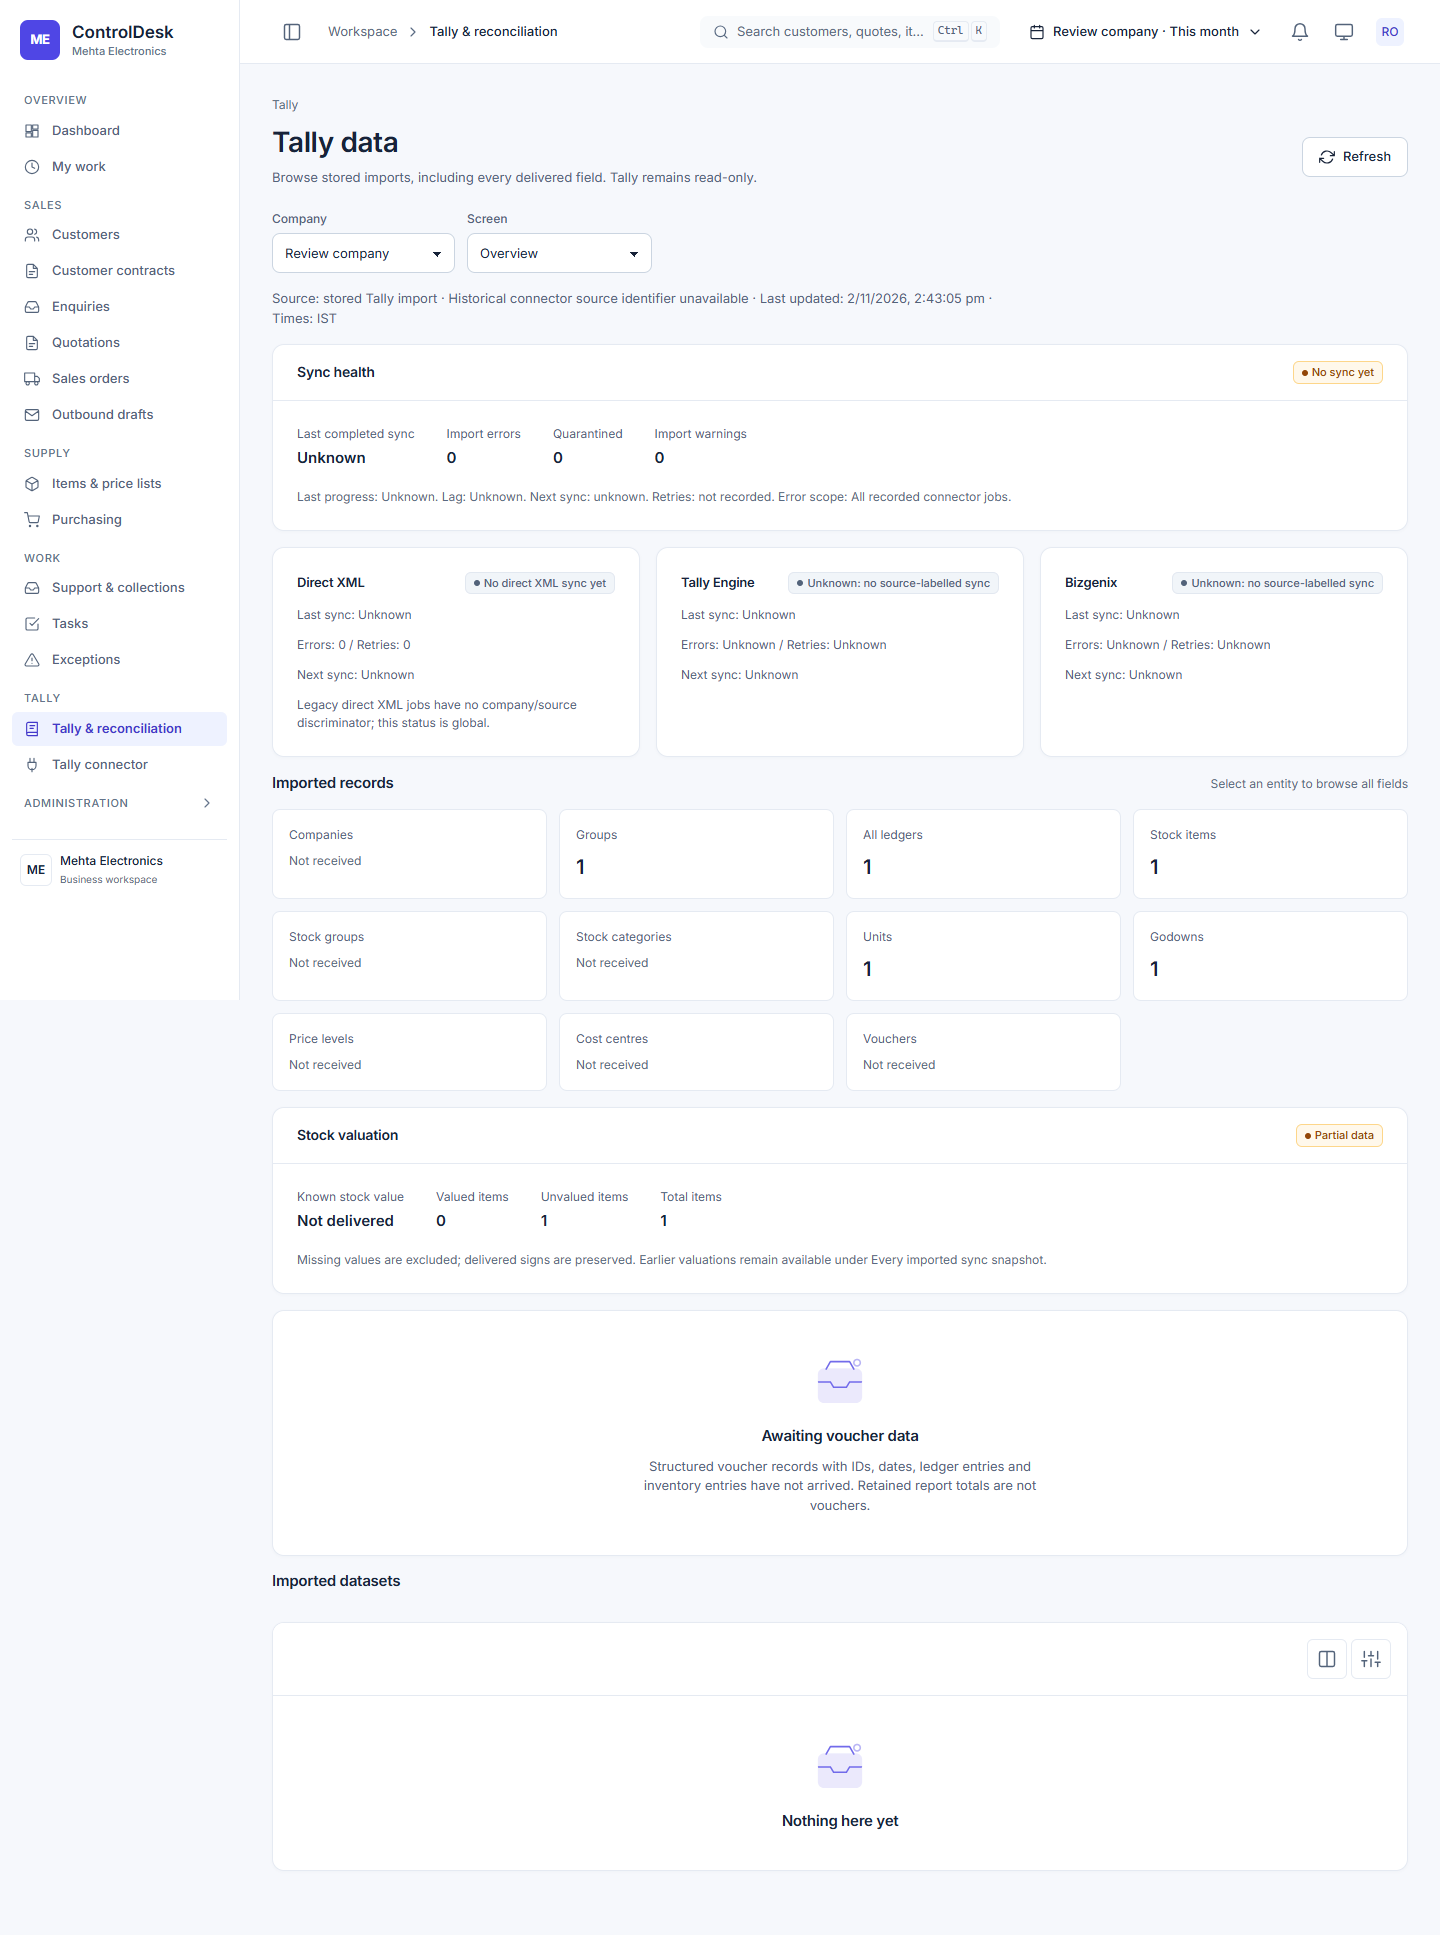 ME
ControlDesk
Mehta Electronics
OVERVIEW
Dashboard
My work
SALES
Customers
Customer contracts
Enquiries
Quotations
Sales orders
Outbound drafts
SUPPLY
Items & price lists
Purchasing
WORK
Support & collections
Tasks
Exceptions
TALLY
Tally & reconciliation
Tally connector
ADMINISTRATION
ME
Mehta Electronics
Business workspace
Workspace
Tally & reconciliation
Search customers, quotes, it...
Ctrl K
Review company · This month
RO
Tally
Tally data
Browse stored imports, including every delivered field. Tally remains read-only.
Refresh
Company
Screen
Review company
Overview
Source: stored Tally import · Historical connector source identifier unavailable · Last updated: 2/11/2026, 2:43:05 pm ·
Times: IST
Sync health
No sync yet
Last completed sync
Unknown
Import errors
0
Quarantined
0
Import warnings
0
Last progress: Unknown. Lag: Unknown. Next sync: unknown. Retries: not recorded. Error scope: All recorded connector jobs.
Direct XML
No direct XML sync yet
Last sync: Unknown
Errors: 0 / Retries: 0
Next sync: Unknown
Legacy direct XML jobs have no company/source
discriminator; this status is global.
Tally Engine
Unknown: no source-labelled sync
Last sync: Unknown
Errors: Unknown / Retries: Unknown
Next sync: Unknown
Bizgenix
Unknown: no source-labelled sync
Last sync: Unknown
Errors: Unknown / Retries: Unknown
Next sync: Unknown
Imported records
Select an entity to browse all fields
Companies
Not received
Groups
1
All ledgers
1
Stock items
1
Stock groups
Not received
Stock categories
Not received
Units
1
Godowns
1
Price levels
Not received
Cost centres
Not received
Vouchers
Not received
Stock valuation
Partial data
Known stock value
Not delivered
Valued items
0
Unvalued items
1
Total items
1
Missing values are excluded; delivered signs are preserved. Earlier valuations remain available under Every imported sync snapshot.
Awaiting voucher data
Structured voucher records with IDs, dates, ledger entries and
inventory entries have not arrived. Retained report totals are not
vouchers.
Imported datasets
Nothing here yet